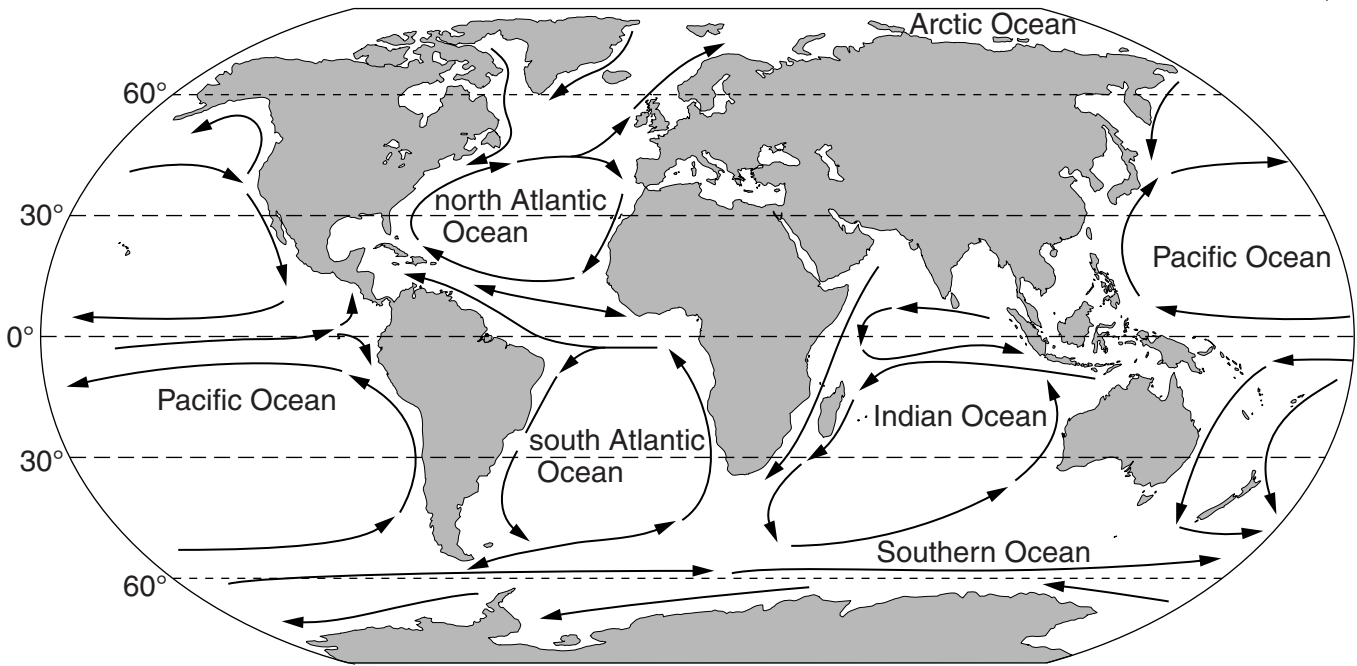 Arctic Ocean
60°
north Atlantic
Ocean
30°
Pacific Ocean
0°
Pacific Ocean
Indian Ocean
south Atlantic
Ocean
30°
Southern Ocean
60°